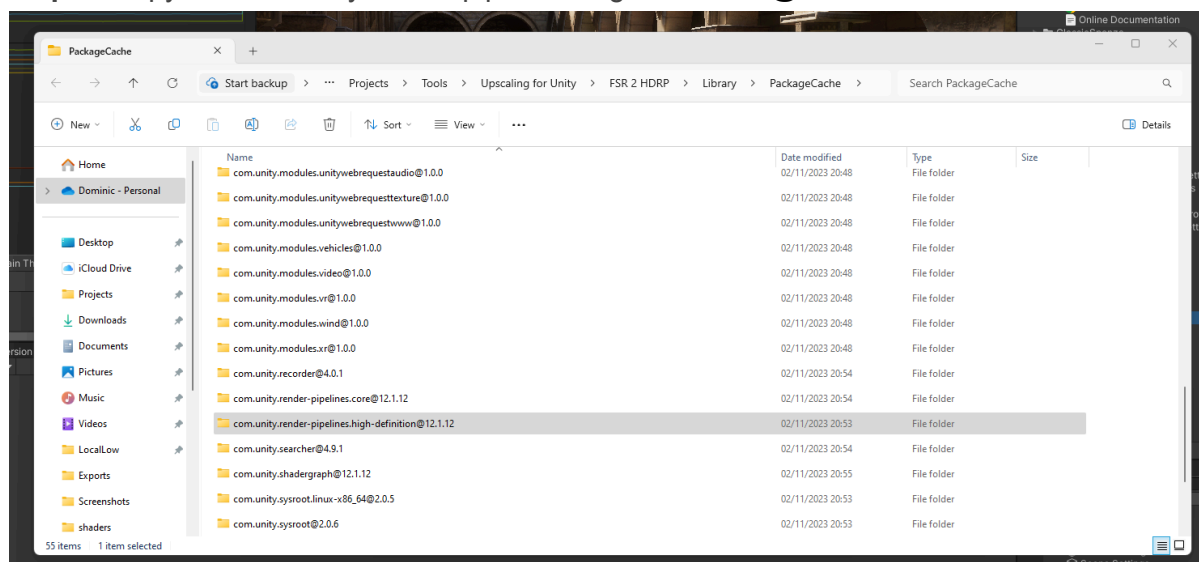 Online Documentation
PackageCache
Start backup > ... Projects > Tools > Upscaling for Unity > FSR 2 HDRP > Library > PackageCache >
Search PackageCache
New
Sort
View
...
Details
Home
Dominic - Personal
Desktop
iCloud Drive
Projects
Downloads
Documents
Pictures
Music
Videos
LocalLow
Exports
Screenshots
shaders
Name Date modified Type Size
com.unity.modules.unitywebrequestaudio@1.0.0 02/11/2023 20:48 File folder
com.unity.modules.unitywebrequesttexture@1.0.0 02/11/2023 20:48 File folder
com.unity.modules.unitywebrequestwww@1.0.0 02/11/2023 20:48 File folder
com.unity.modules.vehicles@1.0.0 02/11/2023 20:48 File folder
com.unity.modules.video@1.0.0 02/11/2023 20:48 File folder
com.unity.modules.vr@1.0.0 02/11/2023 20:48 File folder
com.unity.modules.wind@1.0.0 02/11/2023 20:48 File folder
com.unity.modules.xr@1.0.0 02/11/2023 20:48 File folder
com.unity.recorder@4.0.1 02/11/2023 20:54 File folder
com.unity.render-pipelines.core@12.1.12 02/11/2023 20:54 File folder
com.unity.render-pipelines.high-definition@12.1.12 02/11/2023 20:53 File folder
com.unity.searcher@4.9.1 02/11/2023 20:54 File folder
com.unity.shadergraph@12.1.12 02/11/2023 20:55 File folder
com.unity.sysroot.linux-x86_64@2.0.5 02/11/2023 20:53 File folder
com.unity.sysroot@2.0.6 02/11/2023 20:53 File folder
55 items 1 item selected